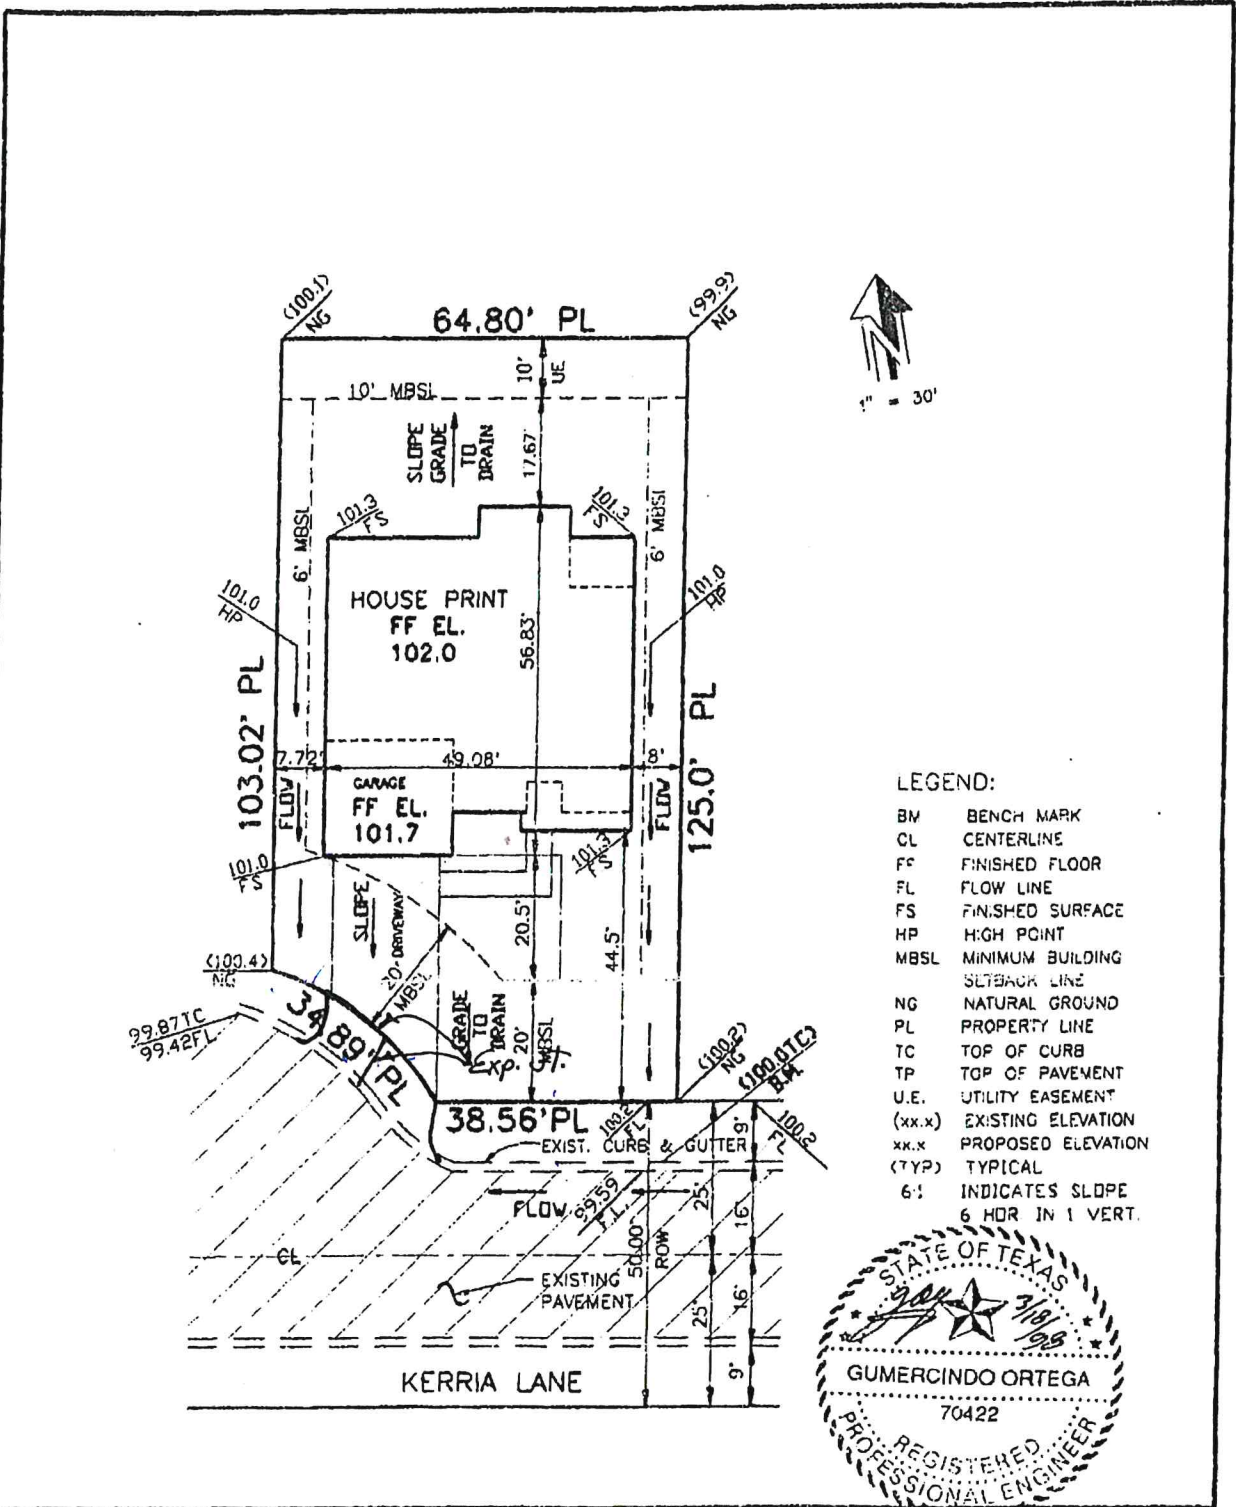 (100.1)
NG
64.80' PL
(99.9)
NG
10'
UE
1" = 30'
10' MBSL
SLOPE
GRADE
TO
DRAIN
17.67'
101.3
FS
101.3
FS
6' MBSL
6' MBSL
101.0
HP
101.0
HP
HOUSE PRINT
FF EL.
102.0
56.83'
103.02' PL
125.0' PL
7.72'
49.08'
8'
FLOW
GARAGE
FF EL.
101.7
FLOW
101.0
FS
101.3
FS
SLOPE
20' DRIVEWAY
MBSL
20.5'
44.5'
(100.4)
NG
34.89' PL
99.87TC
99.42FL
GRADE
TO
DRAIN
20'
MBSL
Exp. Jt.
(100.2)
NG
(100.0TC)
B.M.
38.56'PL
100.2
FL
9'
100.2
FL
EXIST. CURB & GUTTER
FLOW
99.59
F.L.
25'
16'
CL
50.00'
ROW
EXISTING
PAVEMENT
25'
16'
KERRIA LANE
9'
LEGEND:
BM BENCH MARK
CL CENTERLINE
FF FINISHED FLOOR
FL FLOW LINE
FS FINISHED SURFACE
HP HIGH POINT
MBSL MINIMUM BUILDING
SETBACK LINE
NG NATURAL GROUND
PL PROPERTY LINE
TC TOP OF CURB
TP TOP OF PAVEMENT
U.E. UTILITY EASEMENT
(xx.x) EXISTING ELEVATION
xx.x PROPOSED ELEVATION
(TYP) TYPICAL
6:1 INDICATES SLOPE
6 HOR IN 1 VERT.
STATE OF TEXAS
3/18/98
GUMERCINDO ORTEGA
70422
REGISTERED
PROFESSIONAL ENGINEER